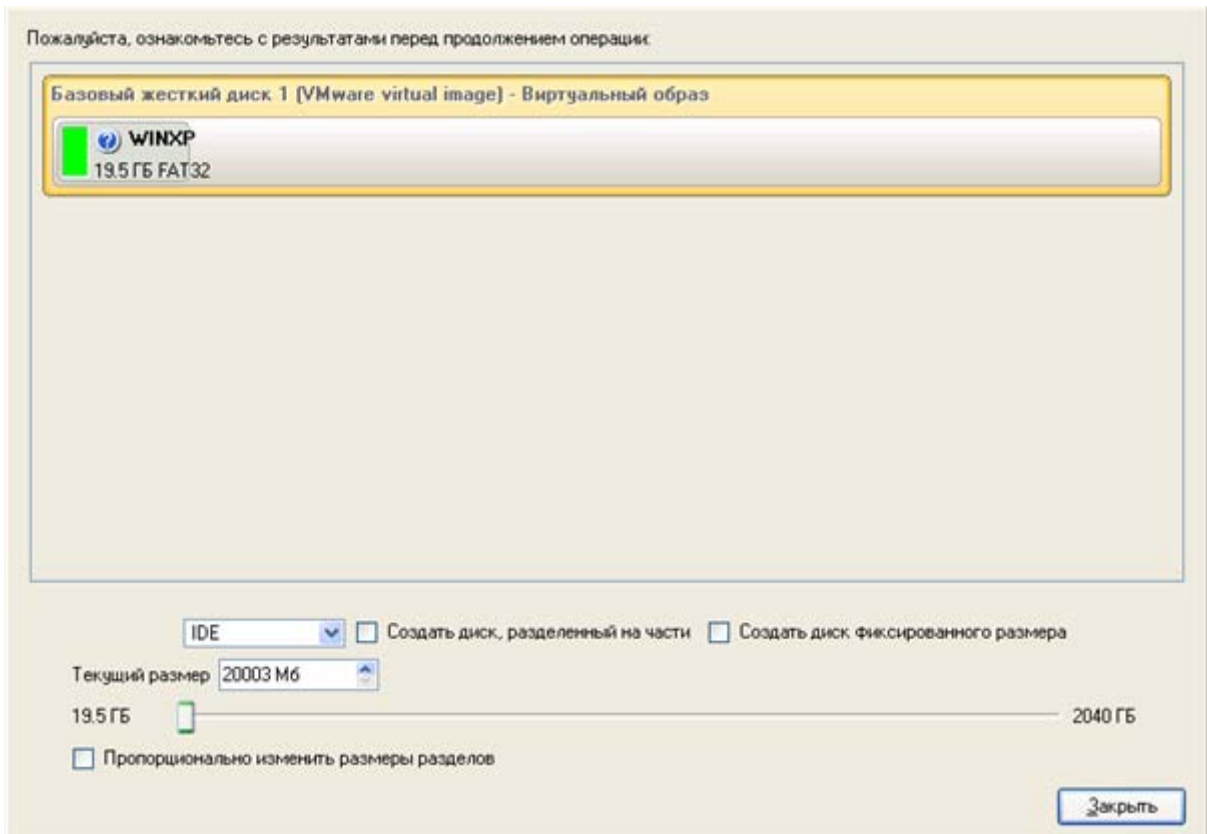 Пожалуйста, ознакомьтесь с результатами перед продолжением операции:
Базовый жесткий диск 1 (VMware virtual image) - Виртуальный образ
WINXP
19.5 ГБ FAT32
IDE Создать диск, разделенный на части Создать диск фиксированного размера
Текущий размер 20003 Мб
19.5 ГБ 2040 ГБ
Пропорционально изменить размеры разделов
Закрыть